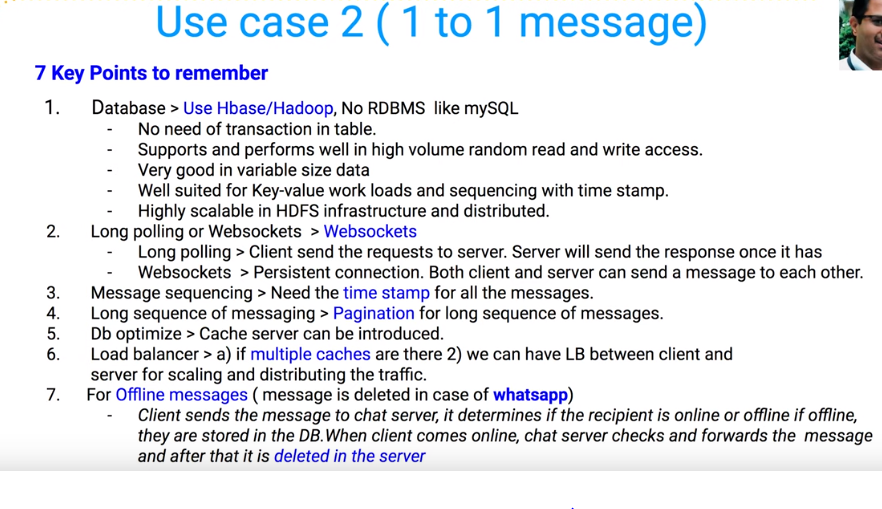 Use case 2 ( 1 to 1 message)
7 Key Points to remember
1. Database > Use Hbase/Hadoop, No RDBMS like mySQL
- No need of transaction in table.
- Supports and performs well in high volume random read and write access.
- Very good in variable size data
- Well suited for Key-value work loads and sequencing with time stamp.
- Highly scalable in HDFS infrastructure and distributed.
2. Long polling or Websockets > Websockets
- Long polling > Client send the requests to server. Server will send the response once it has
- Websockets > Persistent connection. Both client and server can send a message to each other.
3. Message sequencing > Need the time stamp for all the messages.
4. Long sequence of messaging > Pagination for long sequence of messages.
5. Db optimize > Cache server can be introduced.
6. Load balancer > a) if multiple caches are there 2) we can have LB between client and
server for scaling and distributing the traffic.
7. For Offline messages ( message is deleted in case of whatsapp)
- Client sends the message to chat server, it determines if the recipient is online or offline if offline,
they are stored in the DB.When client comes online, chat server checks and forwards the message
and after that it is deleted in the server